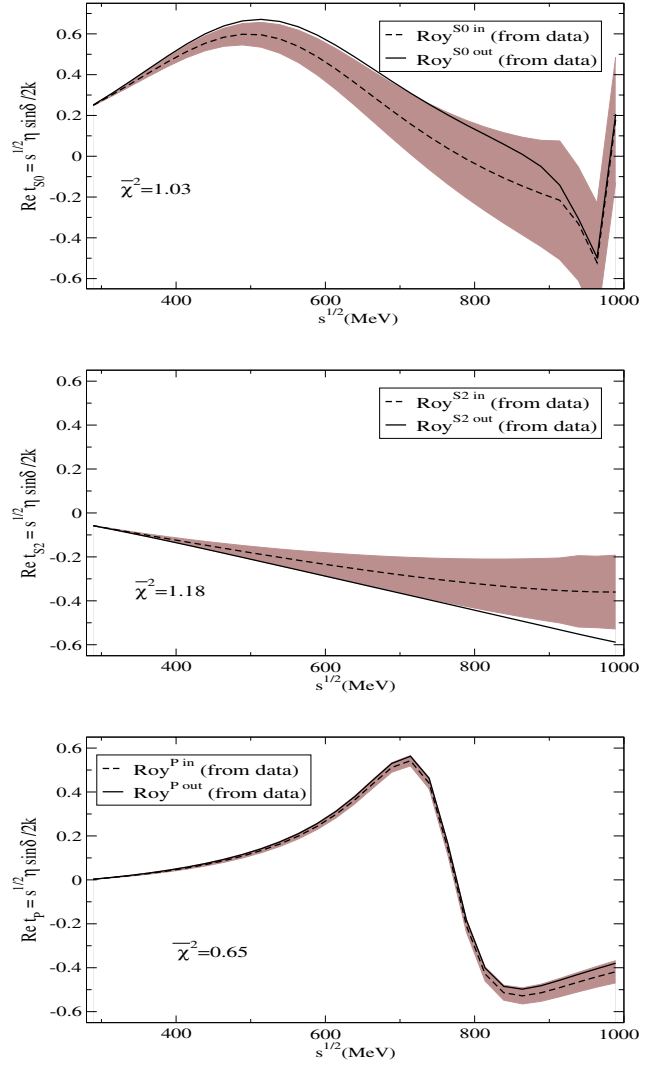 0.6
0.4
0.2
0
-0.2
-0.4
-0.6
Re t_S0 = s^1/2 η sinδ /2k
Roy^S0 in (from data)
Roy^S0 out (from data)
χ̅²=1.03
400 600 800 1000
s^1/2(MeV)
0.6
0.4
0.2
0
-0.2
-0.4
-0.6
Re t_S2 = s^1/2 η sinδ /2k
Roy^S2 in (from data)
Roy^S2 out (from data)
χ̅²=1.18
400 600 800 1000
s^1/2(MeV)
0.6
0.4
0.2
0
-0.2
-0.4
-0.6
Re t_P = s^1/2 η sinδ /2k
Roy^P in (from data)
Roy^P out (from data)
χ̅²=0.65
400 600 800 1000
s^1/2(MeV)